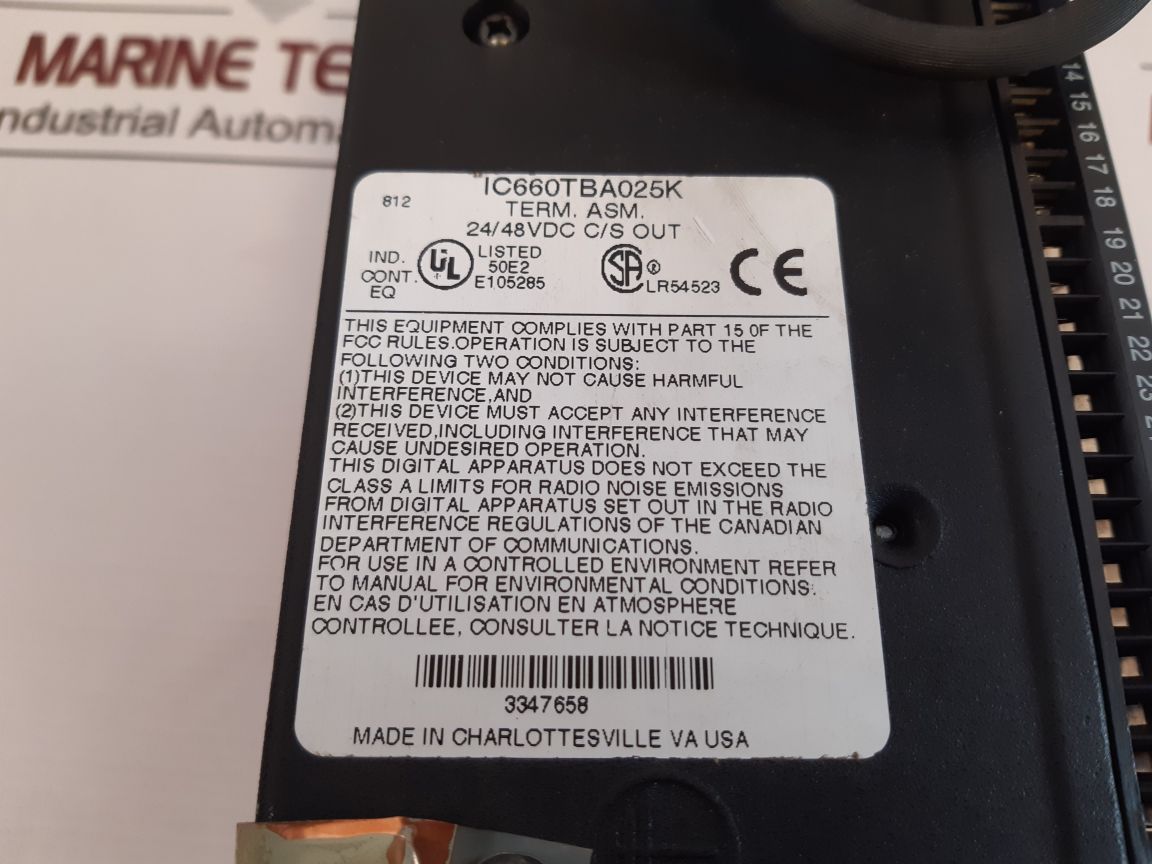 MARINE TE
ndustrial Automa
IC660TBA025K
812
TERM. ASM.
24/48VDC C/S OUT
IND.
CONT.
EQ
UL
LISTED
50E2
E105285
SA ®
LR54523
CE
THIS EQUIPMENT COMPLIES WITH PART 15 OF THE
FCC RULES.OPERATION IS SUBJECT TO THE
FOLLOWING TWO CONDITIONS:
(1)THIS DEVICE MAY NOT CAUSE HARMFUL
INTERFERENCE,AND
(2)THIS DEVICE MUST ACCEPT ANY INTERFERENCE
RECEIVED,INCLUDING INTERFERENCE THAT MAY
CAUSE UNDESIRED OPERATION.
THIS DIGITAL APPARATUS DOES NOT EXCEED THE
CLASS A LIMITS FOR RADIO NOISE EMISSIONS
FROM DIGITAL APPARATUS SET OUT IN THE RADIO
INTERFERENCE REGULATIONS OF THE CANADIAN
DEPARTMENT OF COMMUNICATIONS.
FOR USE IN A CONTROLLED ENVIRONMENT REFER
TO MANUAL FOR ENVIRONMENTAL CONDITIONS:
EN CAS D'UTILISATION EN ATMOSPHERE
CONTROLLEE, CONSULTER LA NOTICE TECHNIQUE.
3347658
MADE IN CHARLOTTESVILLE VA USA
14
15
16
17
18
19
20
21
22
23